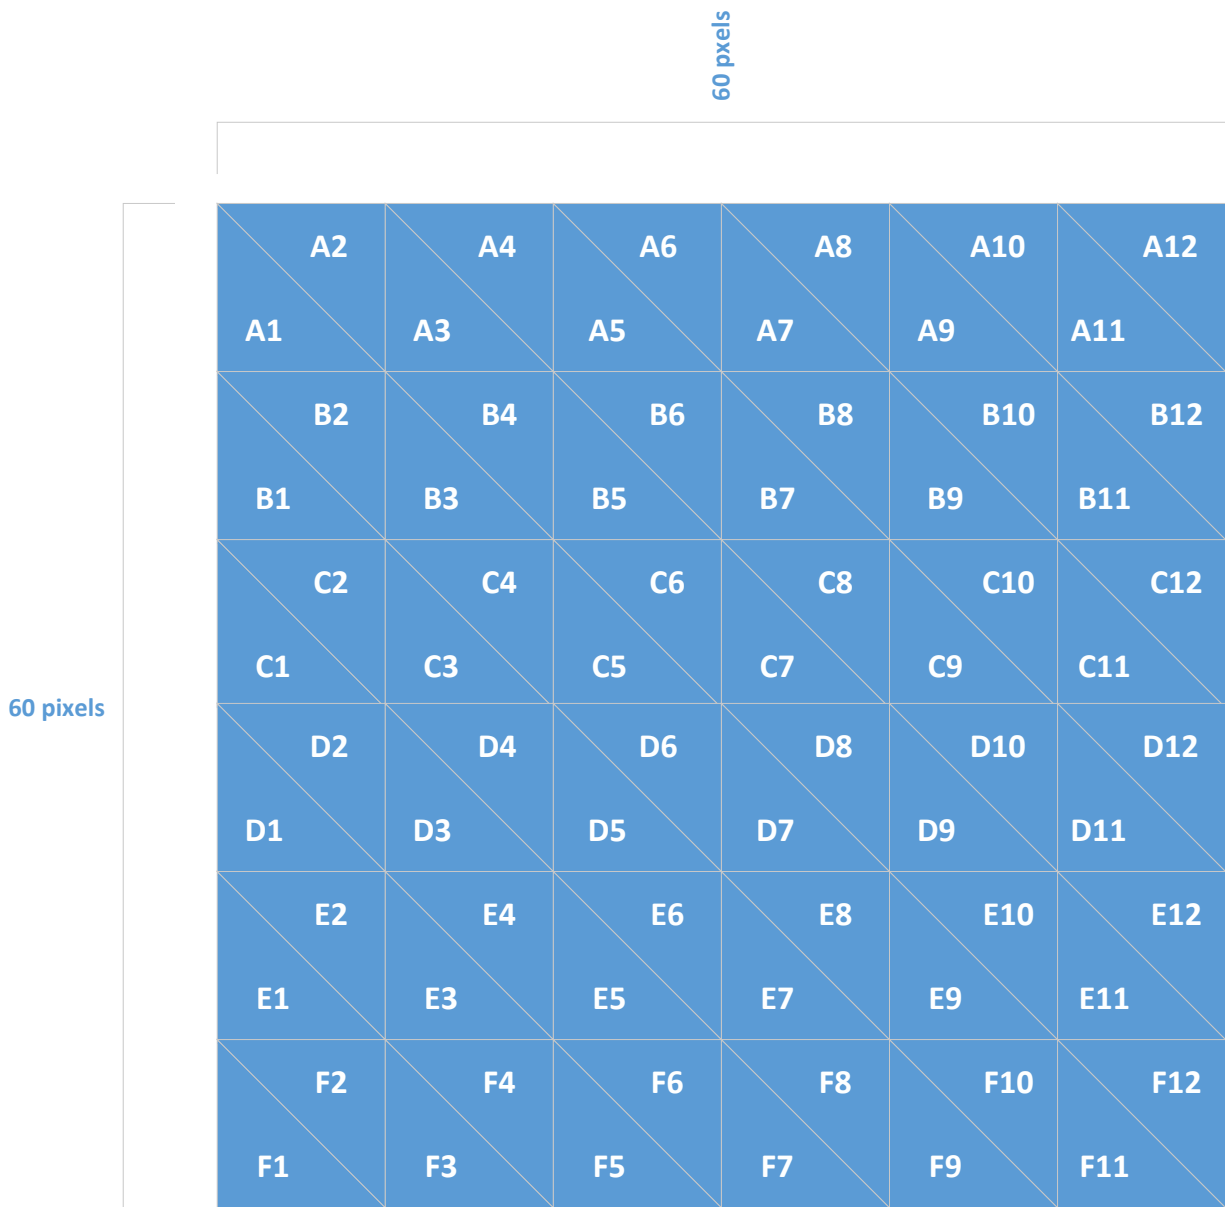 60 pxels
A2 A4 A6 A8 A10 A12
A1 A3 A5 A7 A9 A11
B2 B4 B6 B8 B10 B12
B1 B3 B5 B7 B9 B11
C2 C4 C6 C8 C10 C12
C1 C3 C5 C7 C9 C11
60 pixels
D2 D4 D6 D8 D10 D12
D1 D3 D5 D7 D9 D11
E2 E4 E6 E8 E10 E12
E1 E3 E5 E7 E9 E11
F2 F4 F6 F8 F10 F12
F1 F3 F5 F7 F9 F11